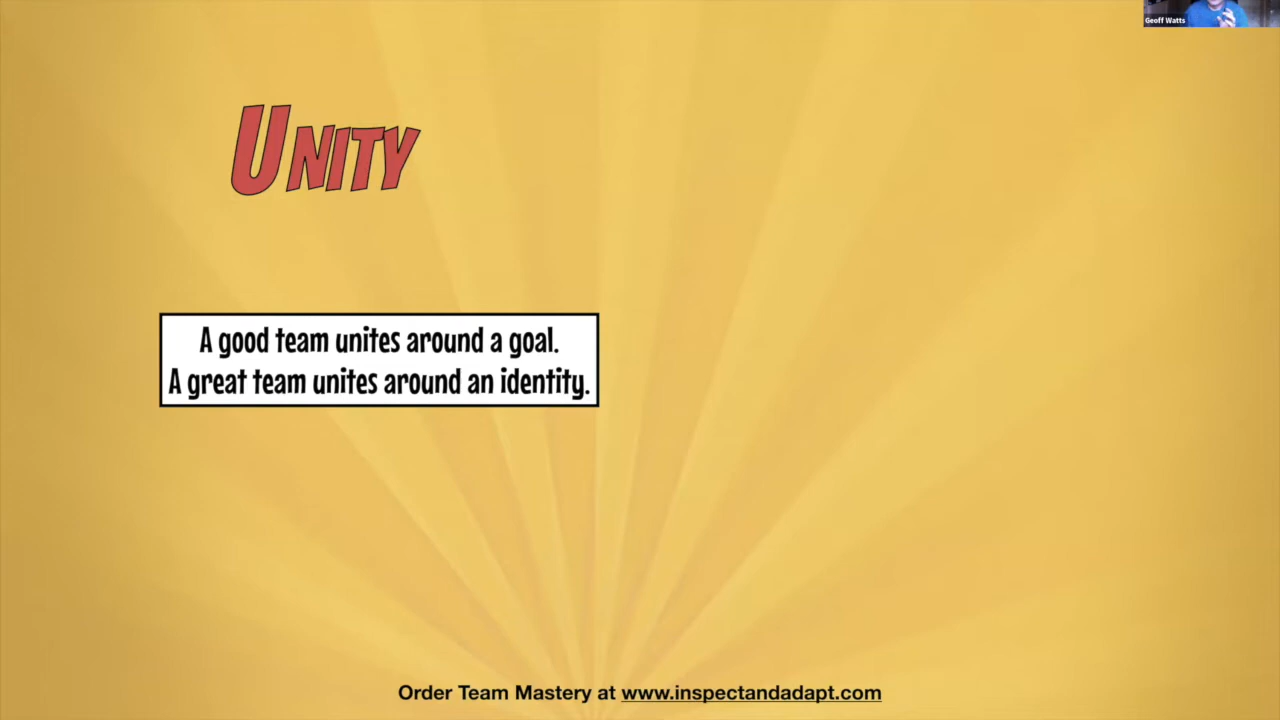 Geoff Watts
Unity
A good team unites around a goal.
A great team unites around an identity.
Order Team Mastery at www.inspectandadapt.com